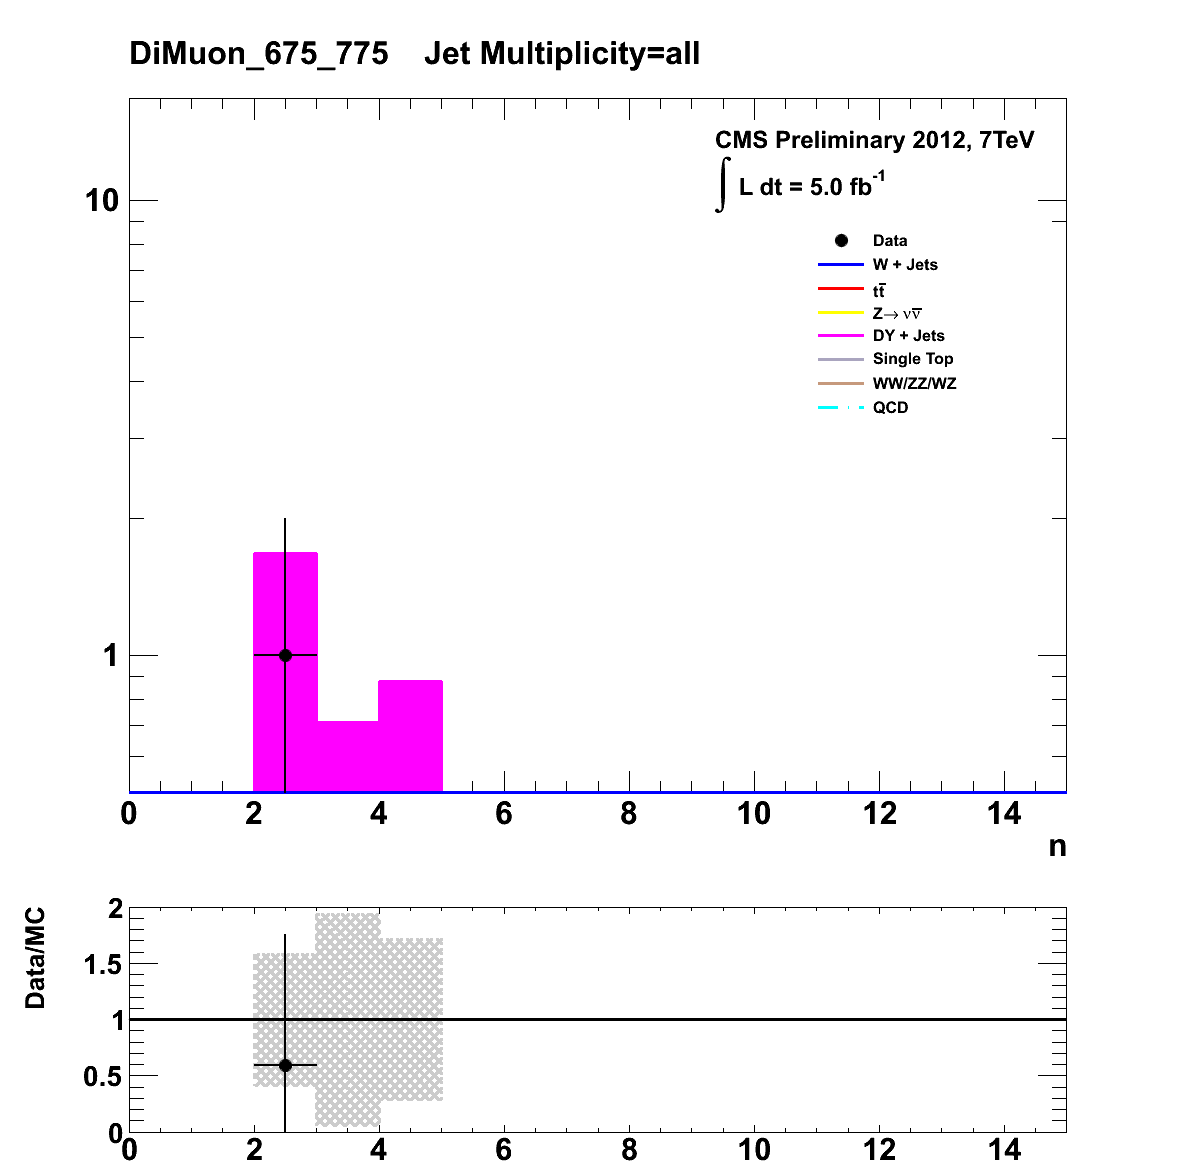 DiMuon_675_775    Jet Multiplicity=all
CMS Preliminary 2012, 7TeV
∫ L dt = 5.0 fb⁻¹
Data
W + Jets
tt̅
Z→ νν̅
DY + Jets
Single Top
WW/ZZ/WZ
QCD
10
1
0 2 4 6 8 10 12 14
n
Data/MC
2
1.5
1
0.5
0
0 2 4 6 8 10 12 14